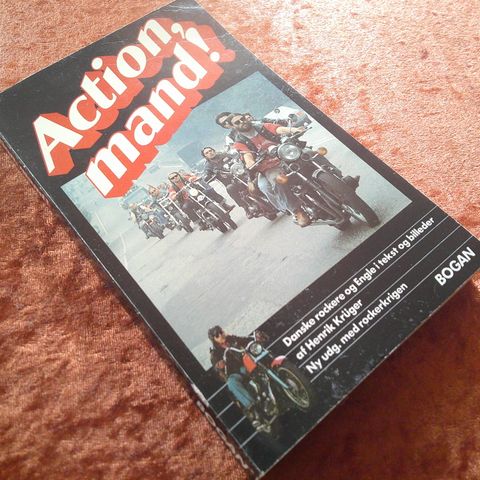 Action,
mand!
Danske rockere og Engle i tekst og billeder
af Henrik Krüger
Ny udg. med rockerkrigen
BOGAN